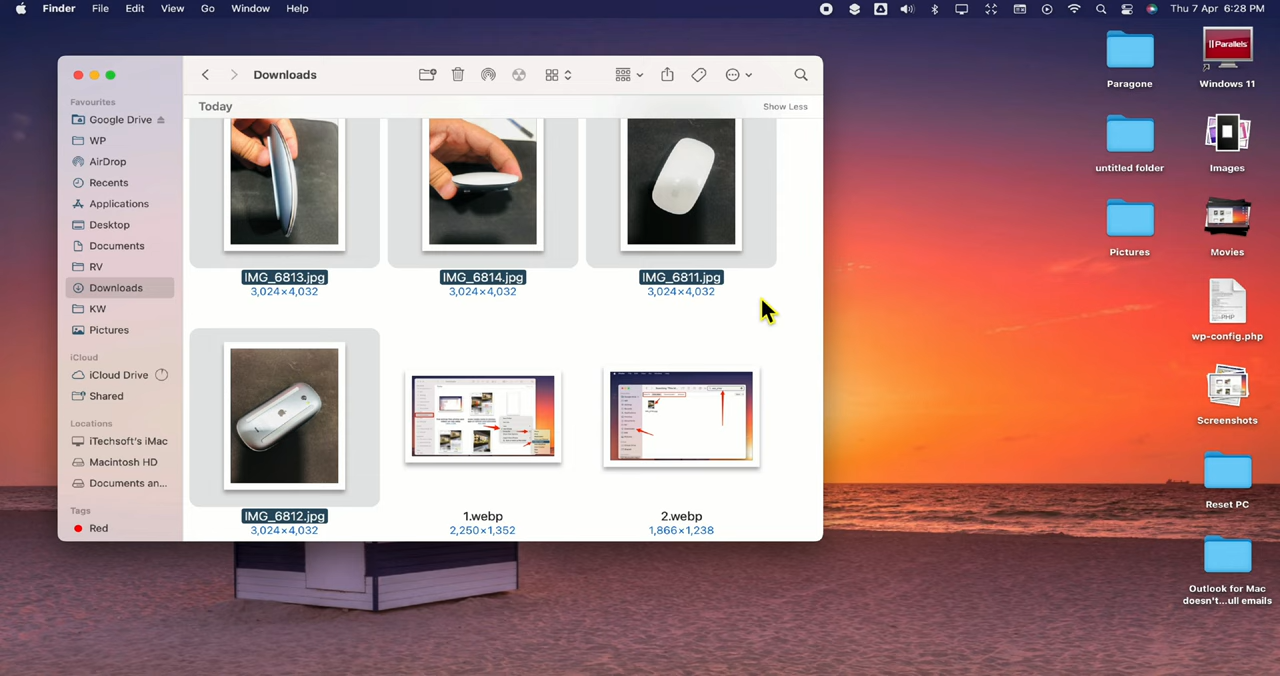 Finder File Edit View Go Window Help Thu 7 Apr 6:28 PM
Downloads
Today Show Less
Favourites
Google Drive
WP
AirDrop
Recents
Applications
Desktop
Documents
RV
Downloads
KW
Pictures
iCloud
iCloud Drive
Shared
Locations
iTechsoft's iMac
Macintosh HD
Documents an...
Tags
Red
IMG_6813.jpg
3,024×4,032
IMG_6814.jpg
3,024×4,032
IMG_6811.jpg
3,024×4,032
IMG_6812.jpg
3,024×4,032
1.webp
2,250×1,352
2.webp
1,866×1,238
Paragone
untitled folder
Pictures
Parallels
Windows 11
Images
Movies
PHP
wp-config.php
Screenshots
Reset PC
Outlook for Mac
doesn't...ull emails